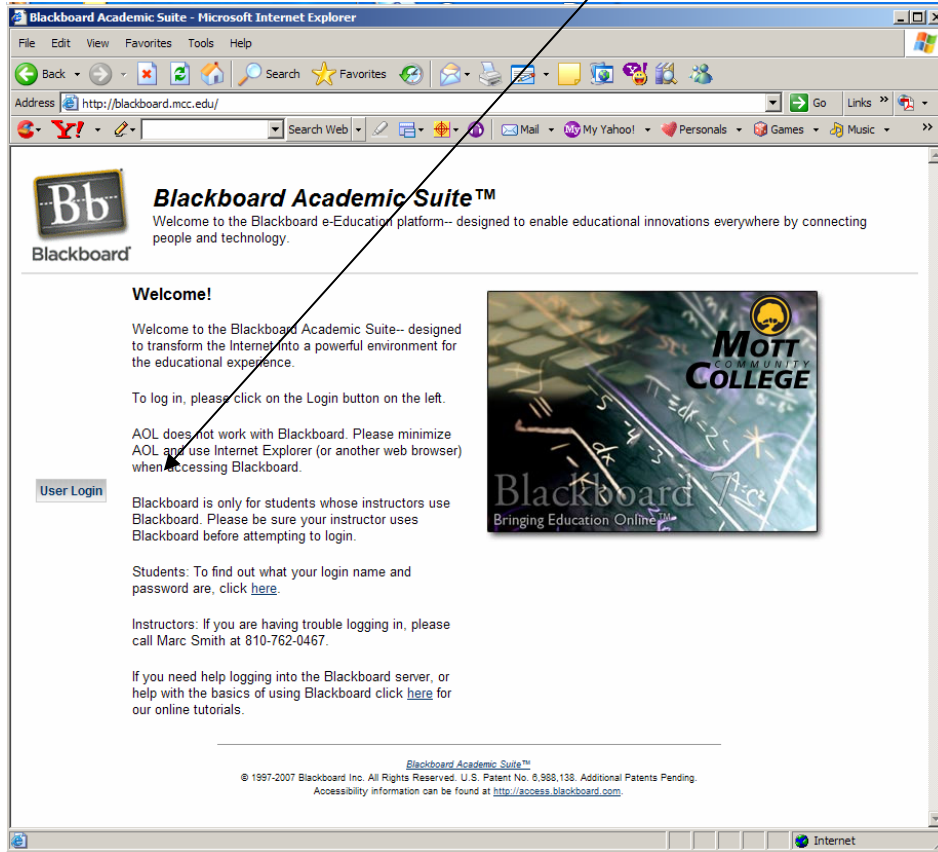 Blackboard Academic Suite - Microsoft Internet Explorer
File Edit View Favorites Tools Help
Back Search Favorites
Address http://blackboard.mcc.edu/ Go Links »
Y! Search Web Mail My Yahoo! Personals Games Music »
Bb
Blackboard
Blackboard Academic Suite™
Welcome to the Blackboard e-Education platform-- designed to enable educational innovations everywhere by connecting
people and technology.
Welcome!
Welcome to the Blackboard Academic Suite-- designed
to transform the Internet into a powerful environment for
the educational experience.
To log in, please click on the Login button on the left.
AOL does not work with Blackboard. Please minimize
AOL and use Internet Explorer (or another web browser)
when accessing Blackboard.
User Login
Blackboard is only for students whose instructors use
Blackboard. Please be sure your instructor uses
Blackboard before attempting to login.
Students: To find out what your login name and
password are, click here.
Instructors: If you are having trouble logging in, please
call Marc Smith at 810-762-0467.
If you need help logging into the Blackboard server, or
help with the basics of using Blackboard click here for
our online tutorials.
MOTT
COMMUNITY
COLLEGE
Blackboard 7
Bringing Education Online™
Blackboard Academic Suite™
© 1997-2007 Blackboard Inc. All Rights Reserved. U.S. Patent No. 6,988,138. Additional Patents Pending.
Accessibility information can be found at http://access.blackboard.com.
Internet